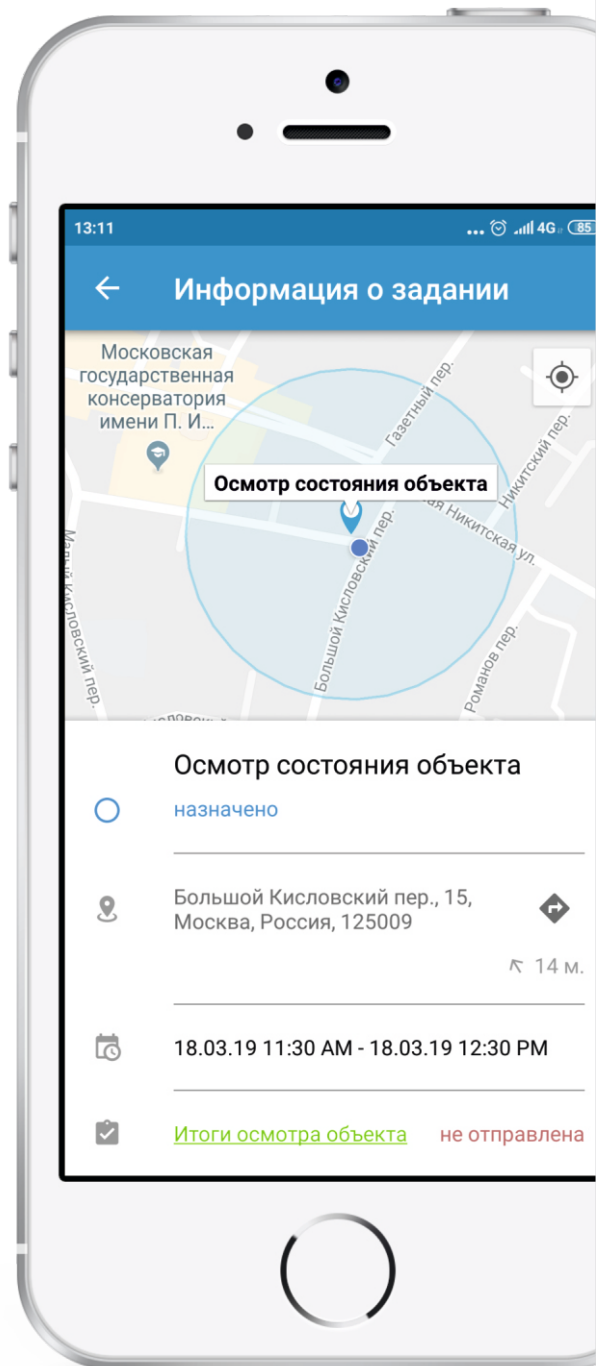 13:11
... 4G 85
Информация о задании
Московская
государственная
консерватория
имени П. И...
Газетный пер.
Никитский пер.
Осмотр состояния объекта
ая Никитская ул.
Большой Кисловский пер.
Малый Кисловский пер.
Романов пер.
Осмотр состояния объекта
назначено
Большой Кисловский пер., 15,
Москва, Россия, 125009
14 м.
18.03.19 11:30 AM - 18.03.19 12:30 PM
Итоги осмотра объекта не отправлена